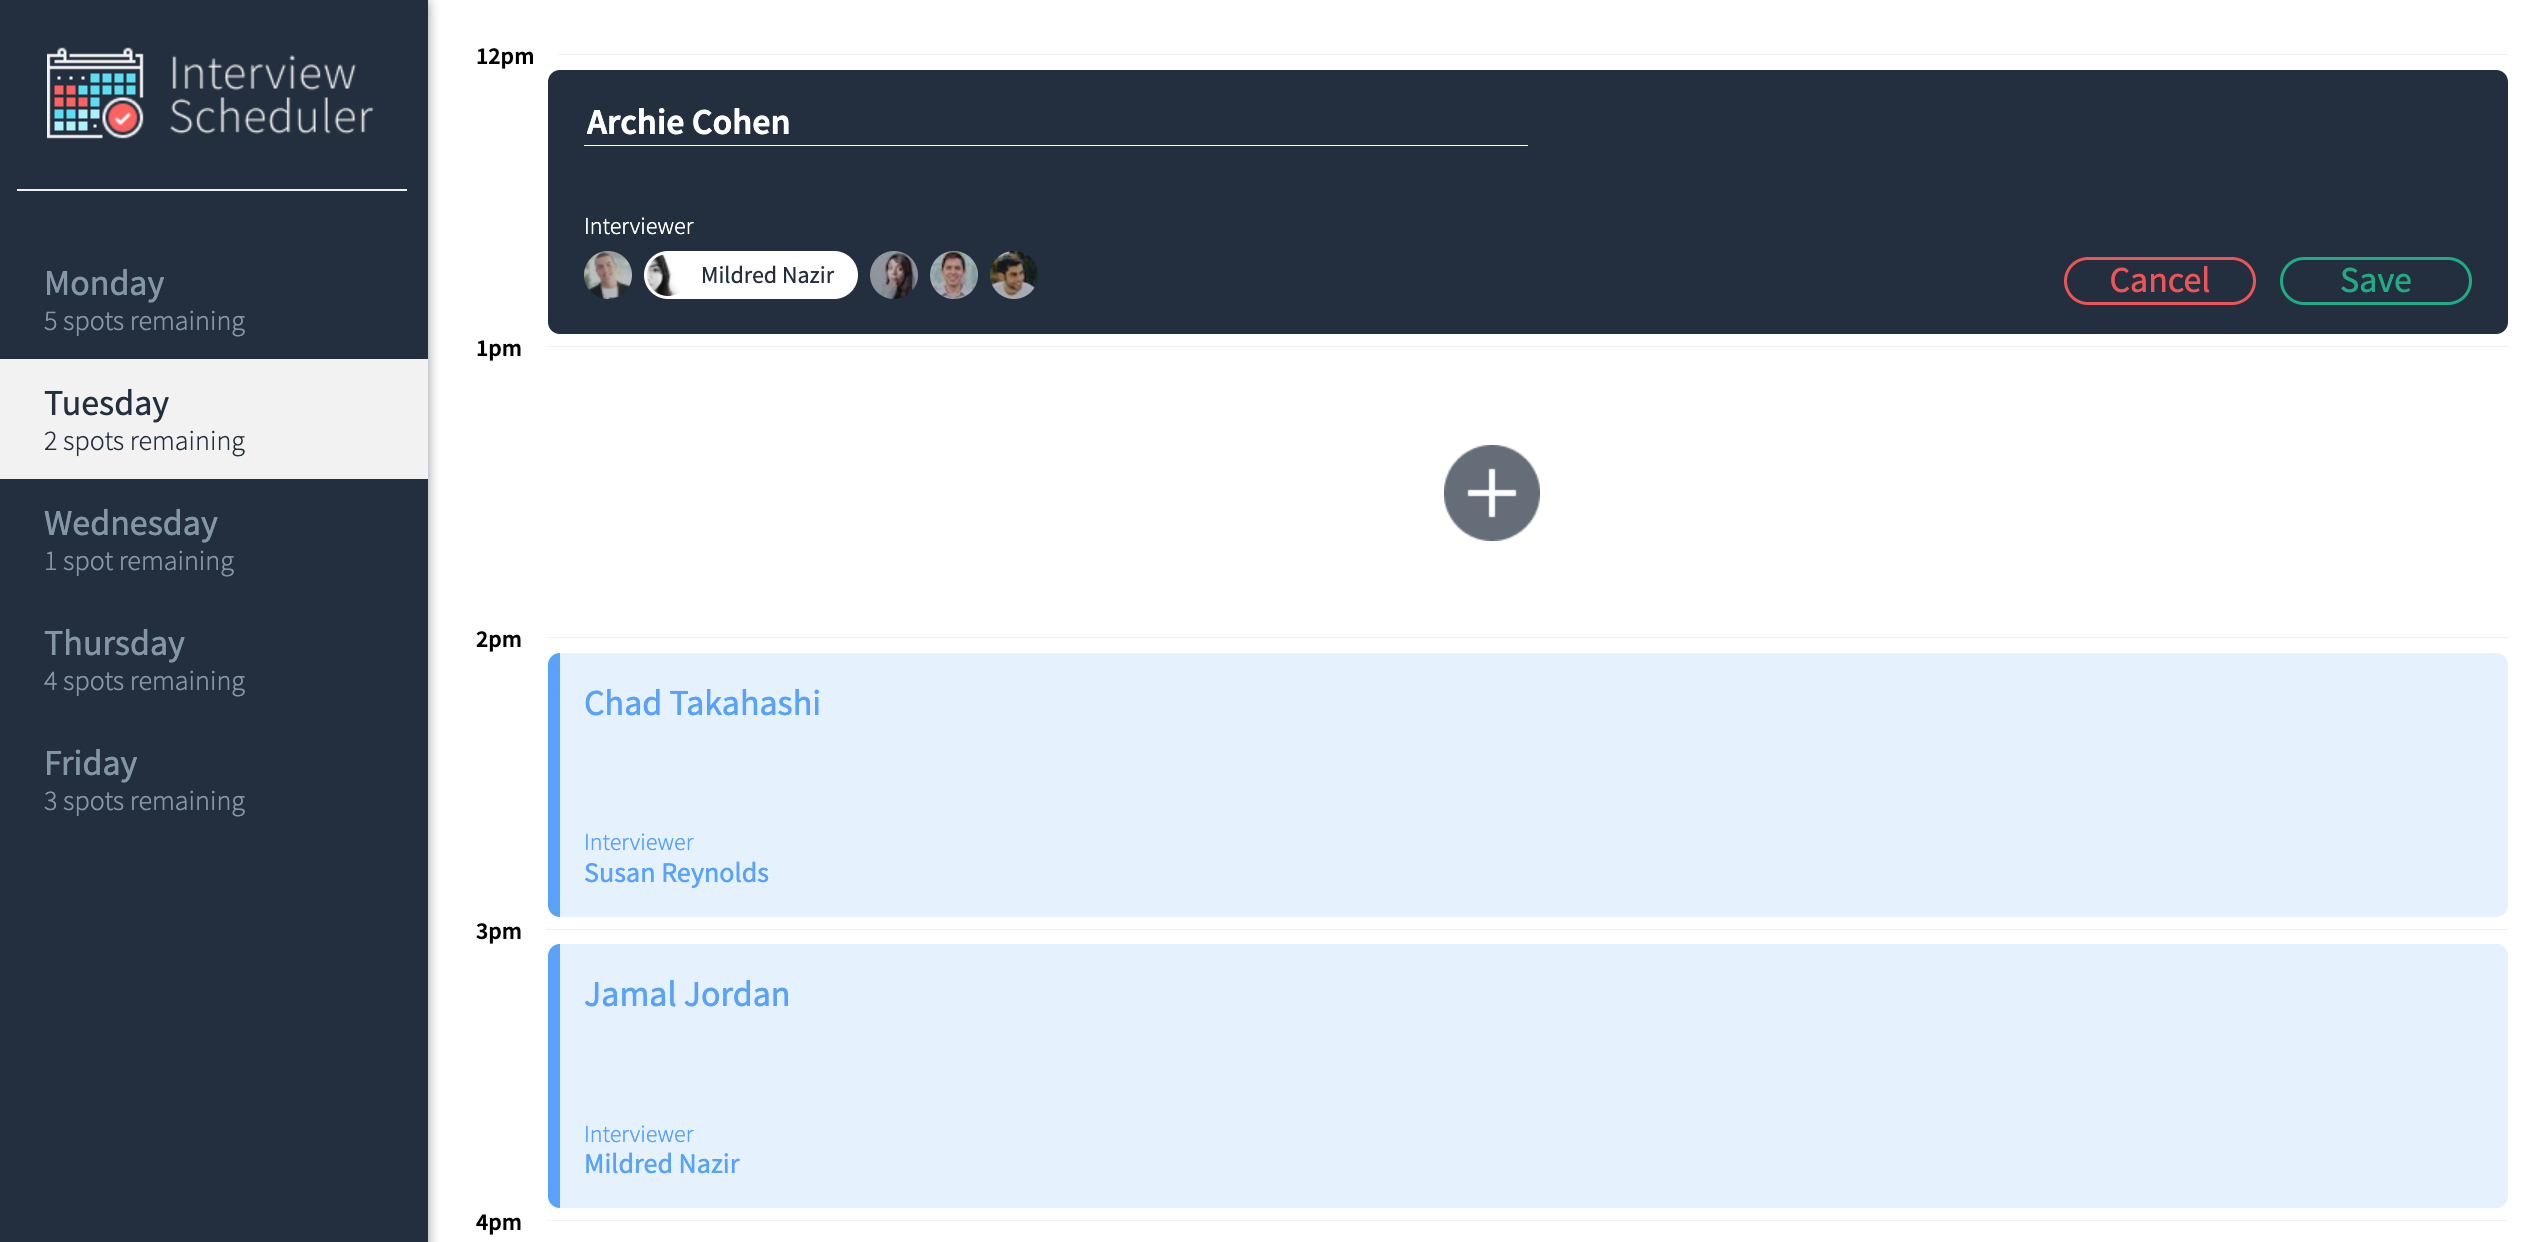 Interview
Scheduler
Monday
5 spots remaining
Tuesday
2 spots remaining
Wednesday
1 spot remaining
Thursday
4 spots remaining
Friday
3 spots remaining
12pm
Archie Cohen
Interviewer
Mildred Nazir
Cancel
Save
1pm
2pm
Chad Takahashi
Interviewer
Susan Reynolds
3pm
Jamal Jordan
Interviewer
Mildred Nazir
4pm